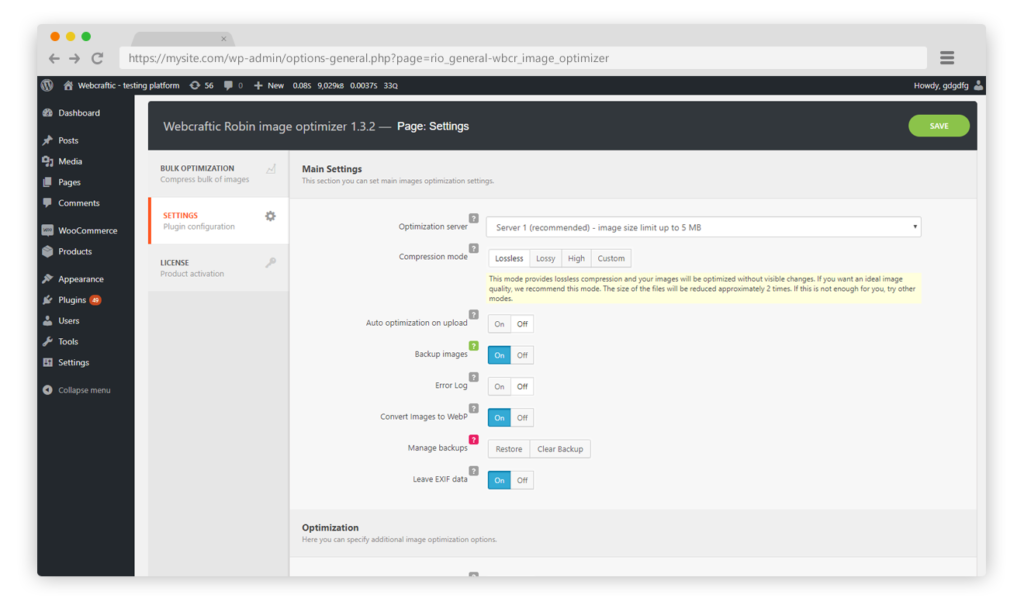 https://mysite.com/wp-admin/options-general.php?page=rio_general-wbcr_image_optimizer
Webcraftic - testing platform 56 0 New 0.08S 9,029KB 0.0037S 33Q Howdy, gdgdfg
Dashboard
Posts
Media
Pages
Comments
WooCommerce
Products
Appearance
Plugins 49
Users
Tools
Settings
Collapse menu
Webcraftic Robin image optimizer 1.3.2 — Page: Settings SAVE
BULK OPTIMIZATION
Compress bulk of images
SETTINGS
Plugin configuration
LICENSE
Product activation
Main Settings
This section you can set main images optimization settings.
Optimization server ? Server 1 (recommended) - image size limit up to 5 MB
Compression mode ? Lossless Lossy High Custom
This mode provides lossless compression and your images will be optimized without visible changes. If you want an ideal image
quality, we recommend this mode. The size of the files will be reduced approximately 2 times. If this is not enough for you, try other
modes.
Auto optimization on upload ? On Off
Backup images ? On Off
Error Log ? On Off
Convert Images to WebP ? On Off
Manage backups ? Restore Clear Backup
Leave EXIF data ? On Off
Optimization
Here you can specify additional image optimization options.